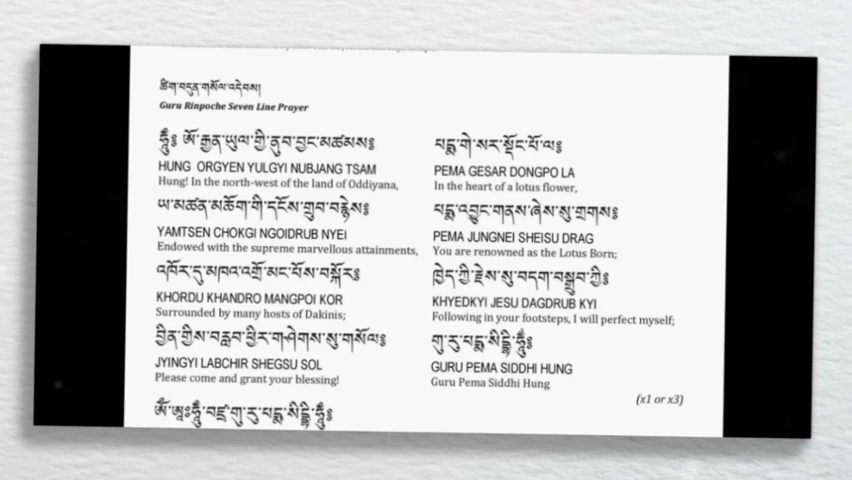 ཚིག་བདུན་གསོལ་འདེབས།
Guru Rinpoche Seven Line Prayer
ཧཱུྃ༔ ཨོ་རྒྱན་ཡུལ་གྱི་ནུབ་བྱང་མཚམས༔
པདྨ་གེ་སར་སྡོང་པོ་ལ༔
HUNG ORGYEN YULGYI NUBJANG TSAM
PEMA GESAR DONGPO LA
Hung! In the north-west of the land of Oddiyana,
In the heart of a lotus flower,
ཡ་མཚན་མཆོག་གི་དངོས་གྲུབ་བརྙེས༔
པདྨ་འབྱུང་གནས་ཞེས་སུ་གྲགས༔
YAMTSEN CHOKGI NGOIDRUB NYEI
PEMA JUNGNEI SHEISU DRAG
Endowed with the supreme marvellous attainments,
You are renowned as the Lotus Born;
འཁོར་དུ་མཁའ་འགྲོ་མང་པོས་བསྐོར༔
ཁྱེད་ཀྱི་རྗེས་སུ་བདག་བསྒྲུབ་ཀྱི༔
KHORDU KHANDRO MANGPOI KOR
KHYEDKYI JESU DAGDRUB KYI
Surrounded by many hosts of Dakinis;
Following in your footsteps, I will perfect myself;
བྱིན་གྱིས་བརླབ་ཕྱིར་གཤེགས་སུ་གསོལ༔
གུ་རུ་པདྨ་སིདྡྷི་ཧཱུྃ༔
JYINGYI LABCHIR SHEGSU SOL
GURU PEMA SIDDHI HUNG
Please come and grant your blessing!
Guru Pema Siddhi Hung
(x1 or x3)
ཨོཾ་ཨཱཿཧཱུྃ་བཛྲ་གུ་རུ་པདྨ་སིདྡྷི་ཧཱུྃ༔